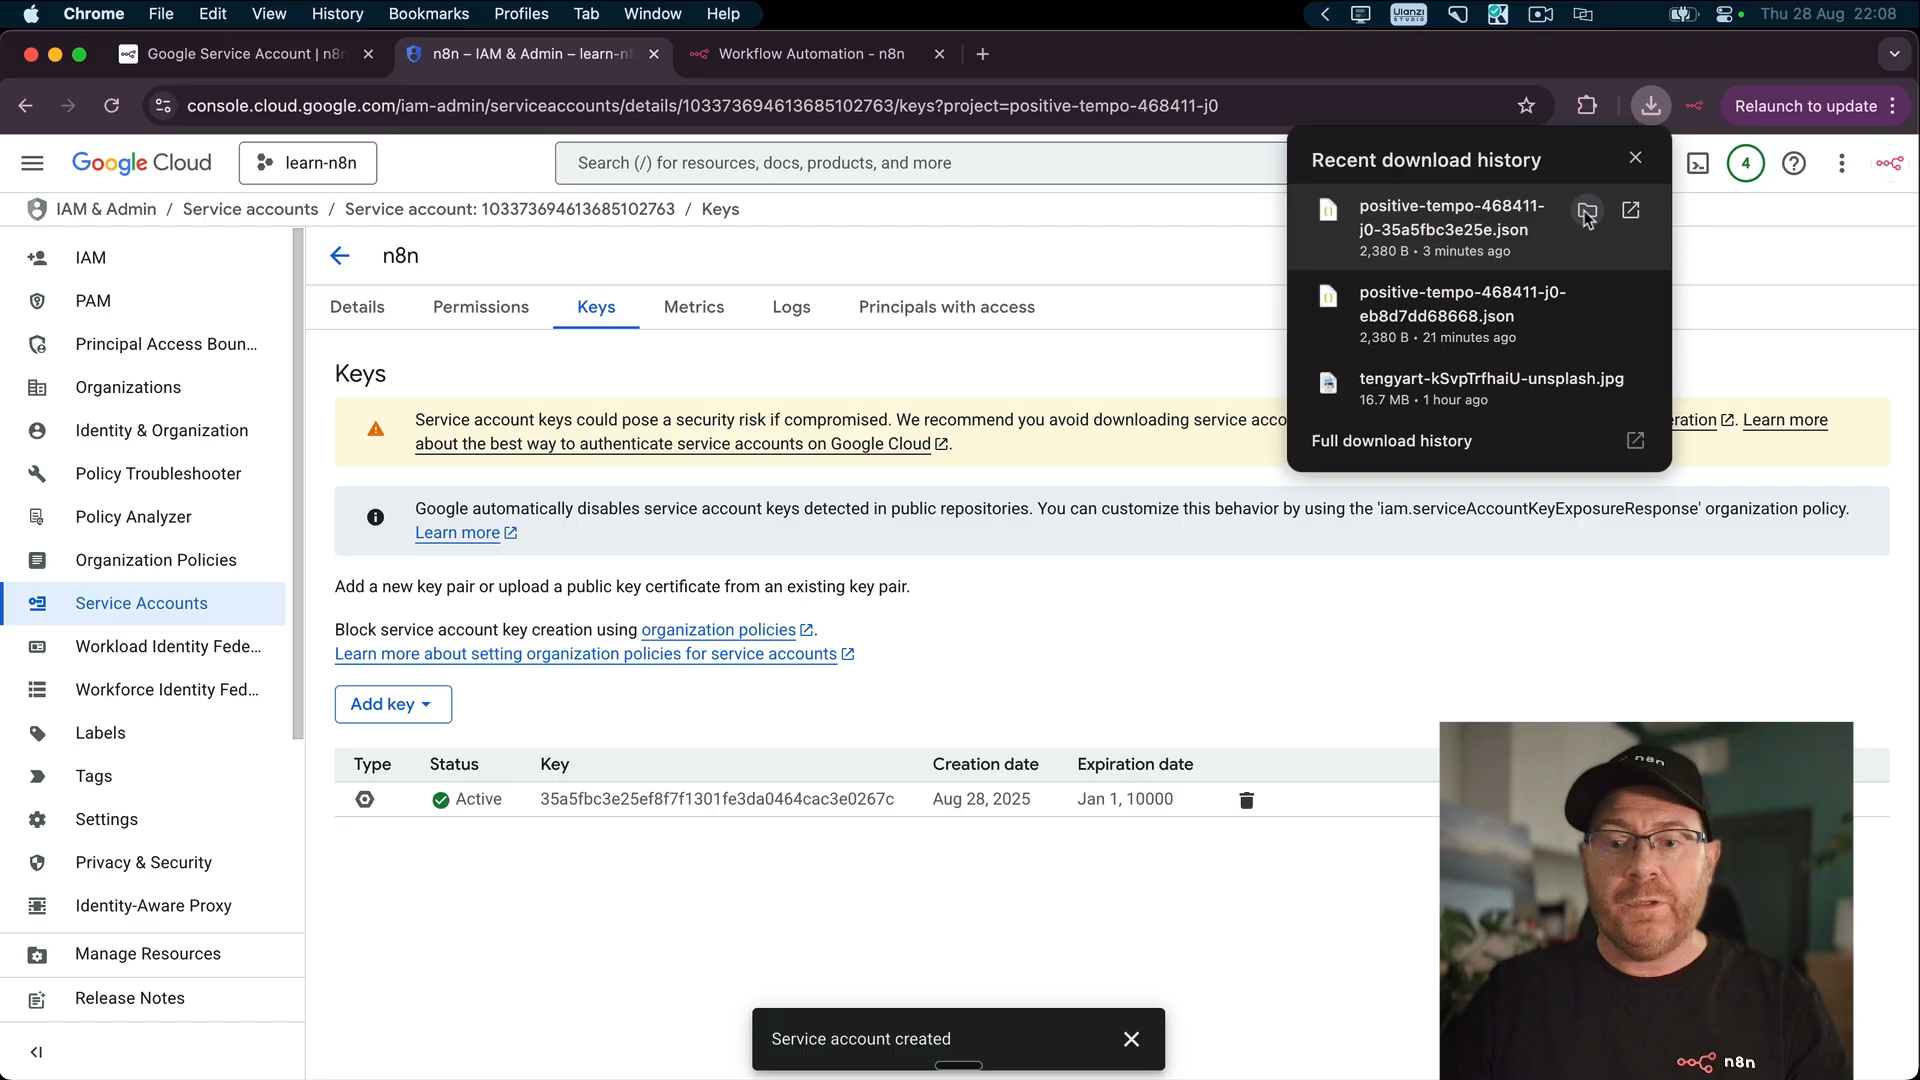 Chrome File Edit View History Bookmarks Profiles Tab Window Help
ULANZI STUDIO
Thu 28 Aug 22:08
Google Service Account | n8n
n8n – IAM & Admin – learn-n8
Workflow Automation - n8n
console.cloud.google.com/iam-admin/serviceaccounts/details/103373694613685102763/keys?project=positive-tempo-468411-j0
Relaunch to update
Google Cloud
learn-n8n
Search (/) for resources, docs, products, and more
4
IAM & Admin / Service accounts / Service account: 103373694613685102763 / Keys
IAM
PAM
Principal Access Boun...
Organizations
Identity & Organization
Policy Troubleshooter
Policy Analyzer
Organization Policies
Service Accounts
Workload Identity Fede...
Workforce Identity Fed...
Labels
Tags
Settings
Privacy & Security
Identity-Aware Proxy
Manage Resources
Release Notes
n8n
Details Permissions Keys Metrics Logs Principals with access
Keys
Service account keys could pose a security risk if compromised. We recommend you avoid downloading service acco
eration. Learn more
about the best way to authenticate service accounts on Google Cloud.
Google automatically disables service account keys detected in public repositories. You can customize this behavior by using the 'iam.serviceAccountKeyExposureResponse' organization policy.
Learn more
Add a new key pair or upload a public key certificate from an existing key pair.
Block service account key creation using organization policies.
Learn more about setting organization policies for service accounts
Add key
Type Status Key Creation date Expiration date
Active 35a5fbc3e25ef8f7f1301fe3da0464cac3e0267c Aug 28, 2025 Jan 1, 10000
Recent download history
positive-tempo-468411-
j0-35a5fbc3e25e.json
2,380 B • 3 minutes ago
positive-tempo-468411-j0-
eb8d7dd68668.json
2,380 B • 21 minutes ago
tengyart-kSvpTrfhaiU-unsplash.jpg
16.7 MB • 1 hour ago
Full download history
Service account created
n8n
n8n